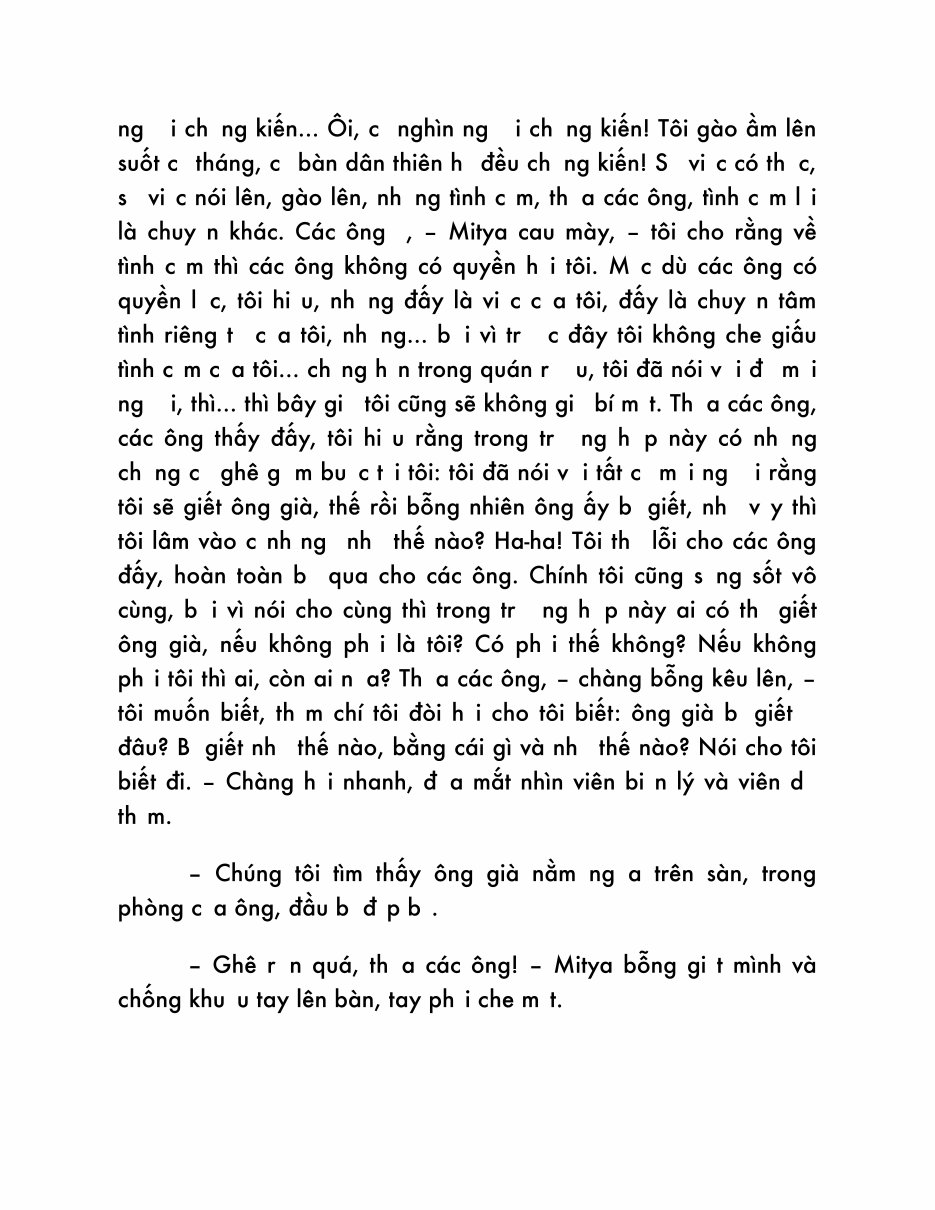 ng  i ch ng kiến... Ôi, c  nghìn ng  i ch ng kiến! Tôi gào ầm lên
suốt c  tháng, c  bàn dân thiên h  đều ch ng kiến! S  vi c có th c,
s  vi c nói lên, gào lên, nh ng tình c m, th a các ông, tình c m l i
là chuy n khác. Các ông  , – Mitya cau mày, – tôi cho rằng về
tình c m thì các ông không có quyền h i tôi. M c dù các ông có
quyền l c, tôi hi u, nh ng đấy là vi c c a tôi, đấy là chuy n tâm
tình riêng t  c a tôi, nh ng... b i vì tr  c đây tôi không che giấu
tình c m c a tôi... ch ng h n trong quán r  u, tôi đã nói v i đ  m i
ng  i, thì... thì bây gi  tôi cũng sẽ không gi  bí m t. Th a các ông,
các ông thấy đấy, tôi hi u rằng trong tr  ng h p này có nh ng
ch ng c  ghê g m bu c t i tôi: tôi đã nói v i tất c  m i ng  i rằng
tôi sẽ giết ông già, thế rồi bỗng nhiên ông ấy b  giết, nh  v y thì
tôi lâm vào c nh ng  nh  thế nào? Ha-ha! Tôi th  lỗi cho các ông
đấy, hoàn toàn b  qua cho các ông. Chính tôi cũng s ng sốt vô
cùng, b i vì nói cho cùng thì trong tr  ng h p này ai có th  giết
ông già, nếu không ph i là tôi? Có ph i thế không? Nếu không
ph i tôi thì ai, còn ai n a? Th a các ông, – chàng bỗng kêu lên, –
tôi muốn biết, th m chí tôi đòi h i cho tôi biết: ông già b  giết
đâu? B  giết nh  thế nào, bằng cái gì và nh  thế nào? Nói cho tôi
biết đi. – Chàng h i nhanh, đ a mắt nhìn viên bi n lý và viên d
th m.
– Chúng tôi tìm thấy ông già nằm ng a trên sàn, trong
phòng c a ông, đầu b  đ p b .
– Ghê r n quá, th a các ông! – Mitya bỗng gi t mình và
chống khu u tay lên bàn, tay ph i che m t.